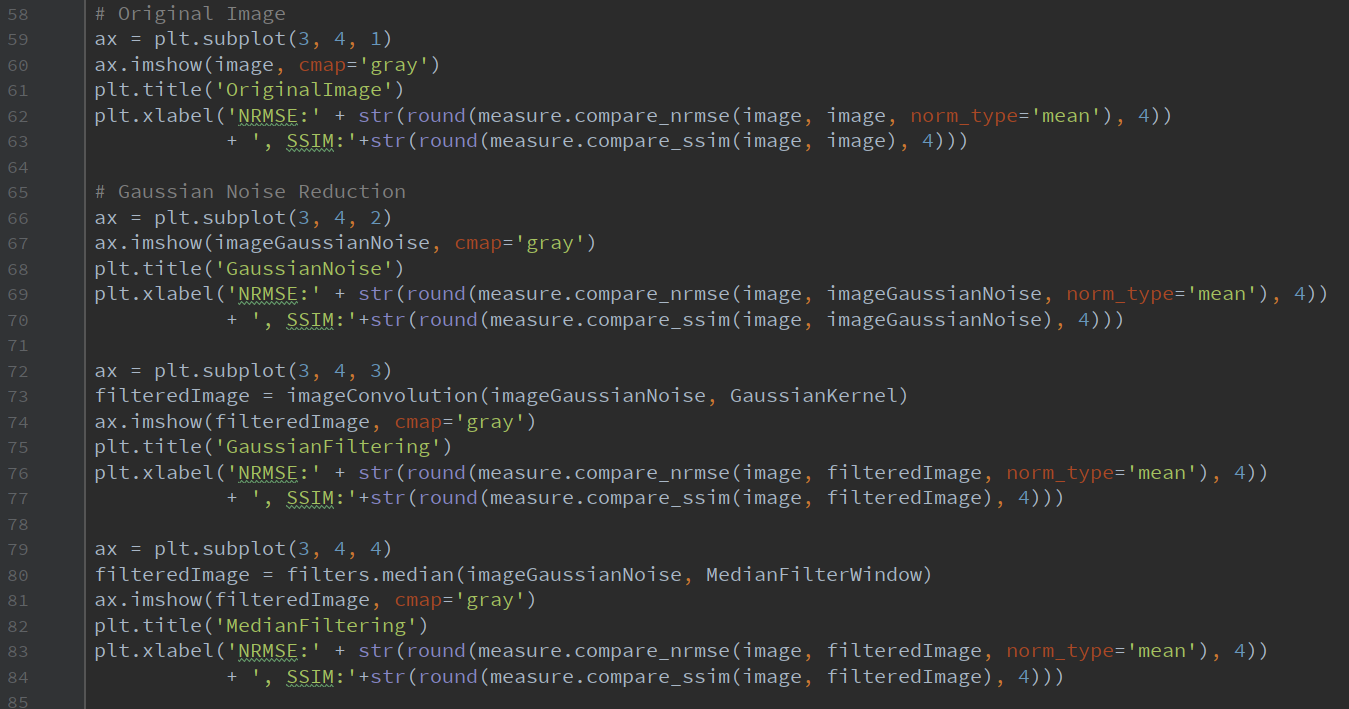 58 # Original Image
59 ax = plt.subplot(3, 4, 1)
60 ax.imshow(image, cmap='gray')
61 plt.title('OriginalImage')
62 plt.xlabel('NRMSE:' + str(round(measure.compare_nrmse(image, image, norm_type='mean'), 4))
63 + ', SSIM:'+str(round(measure.compare_ssim(image, image), 4)))
64
65 # Gaussian Noise Reduction
66 ax = plt.subplot(3, 4, 2)
67 ax.imshow(imageGaussianNoise, cmap='gray')
68 plt.title('GaussianNoise')
69 plt.xlabel('NRMSE:' + str(round(measure.compare_nrmse(image, imageGaussianNoise, norm_type='mean'), 4))
70 + ', SSIM:'+str(round(measure.compare_ssim(image, imageGaussianNoise), 4)))
71
72 ax = plt.subplot(3, 4, 3)
73 filteredImage = imageConvolution(imageGaussianNoise, GaussianKernel)
74 ax.imshow(filteredImage, cmap='gray')
75 plt.title('GaussianFiltering')
76 plt.xlabel('NRMSE:' + str(round(measure.compare_nrmse(image, filteredImage, norm_type='mean'), 4))
77 + ', SSIM:'+str(round(measure.compare_ssim(image, filteredImage), 4)))
78
79 ax = plt.subplot(3, 4, 4)
80 filteredImage = filters.median(imageGaussianNoise, MedianFilterWindow)
81 ax.imshow(filteredImage, cmap='gray')
82 plt.title('MedianFiltering')
83 plt.xlabel('NRMSE:' + str(round(measure.compare_nrmse(image, filteredImage, norm_type='mean'), 4))
84 + ', SSIM:'+str(round(measure.compare_ssim(image, filteredImage), 4)))
85